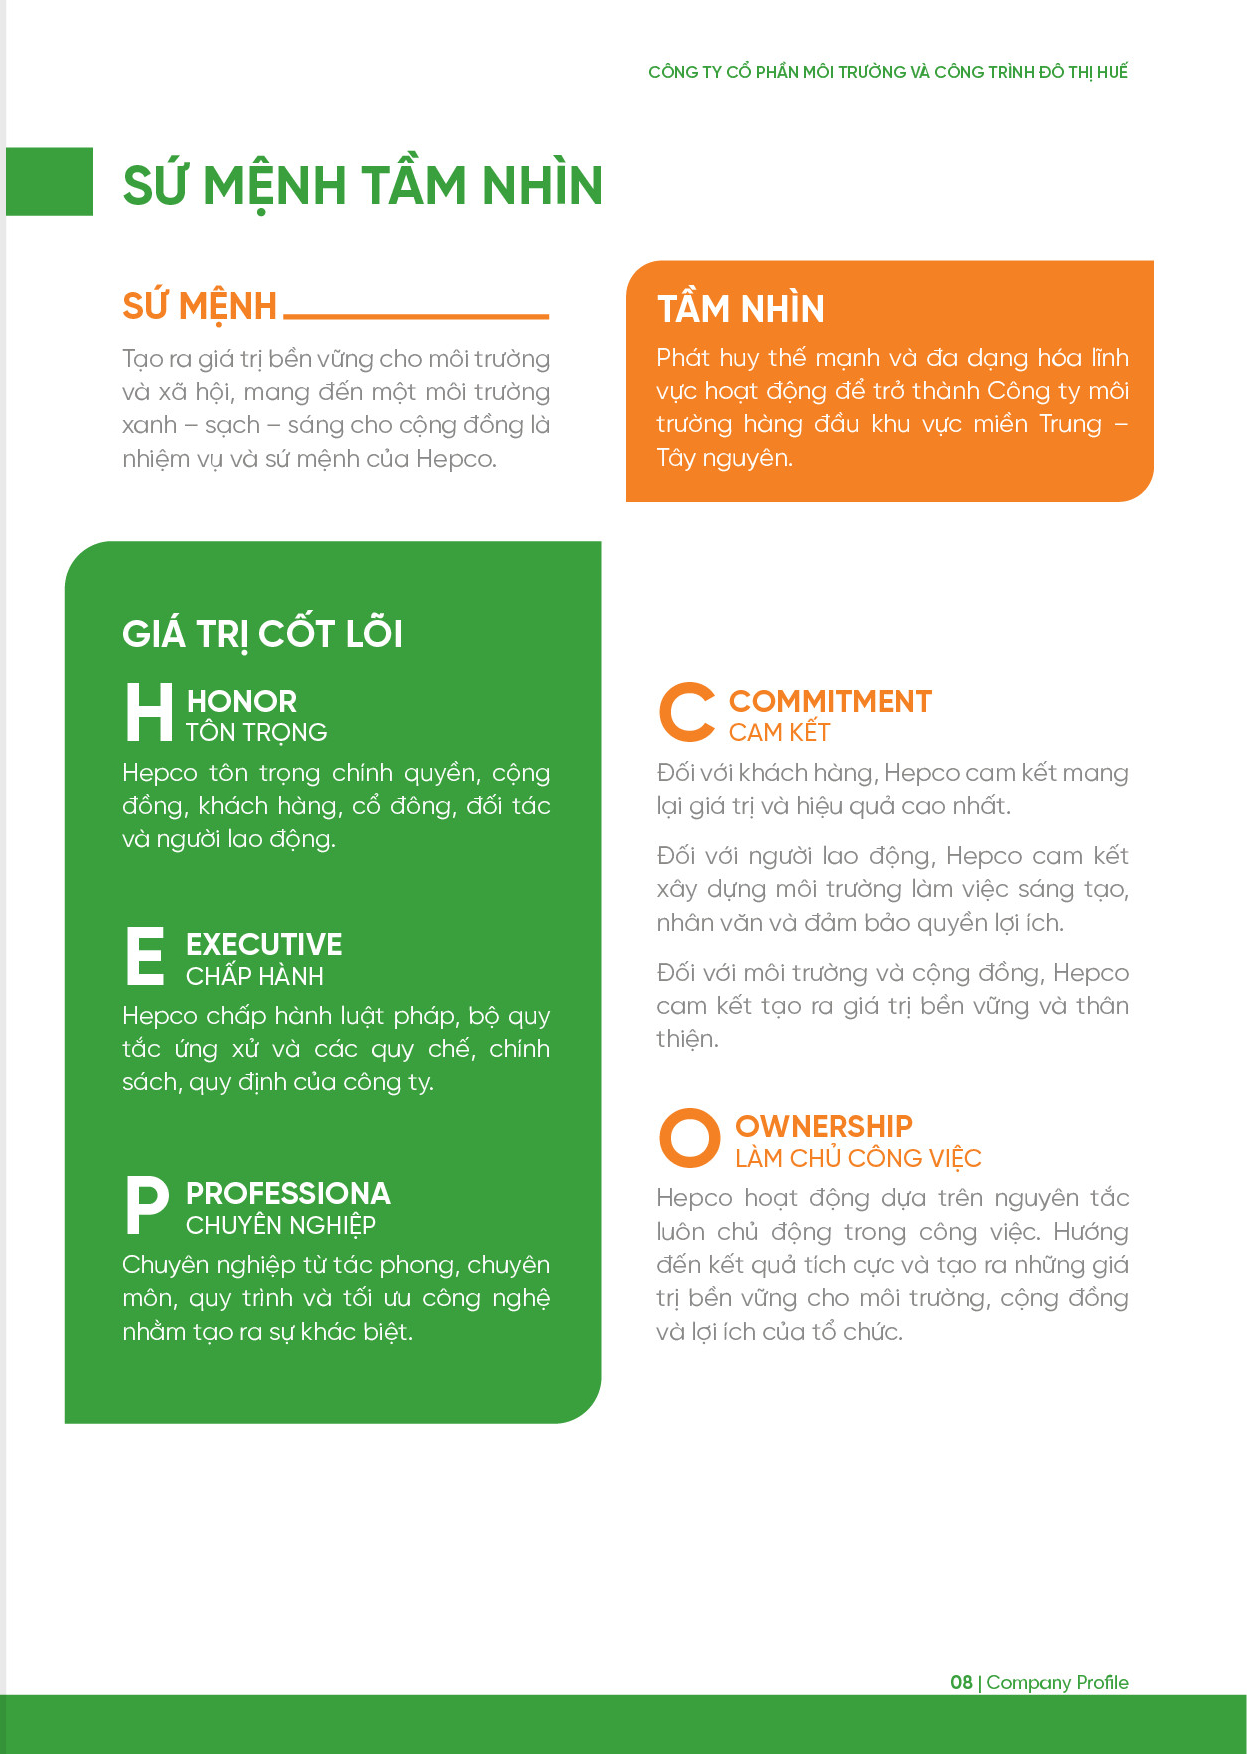 CÔNG TY CỔ PHẦN MÔI TRƯỜNG VÀ CÔNG TRÌNH ĐÔ THỊ HUẾ
SỨ MỆNH TẦM NHÌN
SỨ MỆNH
Tạo ra giá trị bền vững cho môi trường
và xã hội, mang đến một môi trường
xanh – sạch – sáng cho cộng đồng là
nhiệm vụ và sứ mệnh của Hepco.
TẦM NHÌN
Phát huy thế mạnh và đa dạng hóa lĩnh
vực hoạt động để trở thành Công ty môi
trường hàng đầu khu vực miền Trung –
Tây nguyên.
GIÁ TRỊ CỐT LÕI
H HONOR
TÔN TRỌNG
Hepco tôn trọng chính quyền, cộng
đồng, khách hàng, cổ đông, đối tác
và người lao động.
E EXECUTIVE
CHẤP HÀNH
Hepco chấp hành luật pháp, bộ quy
tắc ứng xử và các quy chế, chính
sách, quy định của công ty.
P PROFESSIONA
CHUYÊN NGHIỆP
Chuyên nghiệp từ tác phong, chuyên
môn, quy trình và tối ưu công nghệ
nhằm tạo ra sự khác biệt.
C COMMITMENT
CAM KẾT
Đối với khách hàng, Hepco cam kết mang
lại giá trị và hiệu quả cao nhất.
Đối với người lao động, Hepco cam kết
xây dựng môi trường làm việc sáng tạo,
nhân văn và đảm bảo quyền lợi ích.
Đối với môi trường và cộng đồng, Hepco
cam kết tạo ra giá trị bền vững và thân
thiện.
O OWNERSHIP
LÀM CHỦ CÔNG VIỆC
Hepco hoạt động dựa trên nguyên tắc
luôn chủ động trong công việc. Hướng
đến kết quả tích cực và tạo ra những giá
trị bền vững cho môi trường, cộng đồng
và lợi ích của tổ chức.
08 | Company Profile